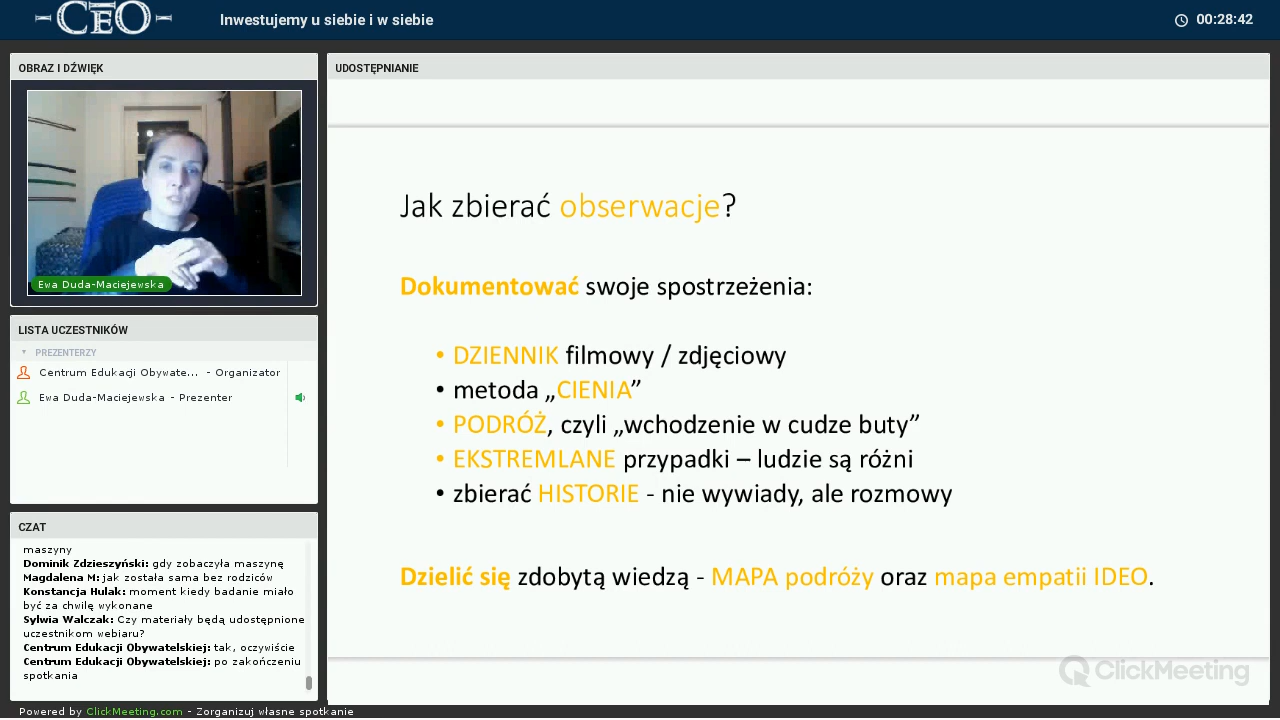 CEO
Inwestujemy u siebie i w siebie
00:28:42
OBRAZ I DŹWIĘK
Ewa Duda-Maciejewska
LISTA UCZESTNIKÓW
PREZENTERZY
Centrum Edukacji Obywate... - Organizator
Ewa Duda-Maciejewska - Prezenter
CZAT
maszyny
Dominik Zdzieszyński: gdy zobaczyła maszynę
Magdalena M: jak została sama bez rodziców
Konstancja Hulak: moment kiedy badanie miało
być za chwilę wykonane
Sylwia Walczak: Czy materiały będą udostępnione
uczestnikom webiaru?
Centrum Edukacji Obywatelskiej: tak, oczywiście
Centrum Edukacji Obywatelskiej: po zakończeniu
spotkania
UDOSTĘPNIANIE
Jak zbierać obserwacje?
Dokumentować swoje spostrzeżenia:
• DZIENNIK filmowy / zdjęciowy
• metoda „CIENIA”
• PODRÓŻ, czyli „wchodzenie w cudze buty”
• EKSTREMLANE przypadki – ludzie są różni
• zbierać HISTORIE - nie wywiady, ale rozmowy
Dzielić się zdobytą wiedzą - MAPA podróży oraz mapa empatii IDEO.
ClickMeeting
Powered by ClickMeeting.com - Zorganizuj własne spotkanie